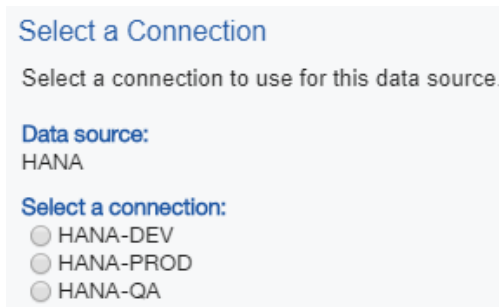 Select a Connection
Select a connection to use for this data source.
Data source:
HANA
Select a connection:
HANA-DEV
HANA-PROD
HANA-QA